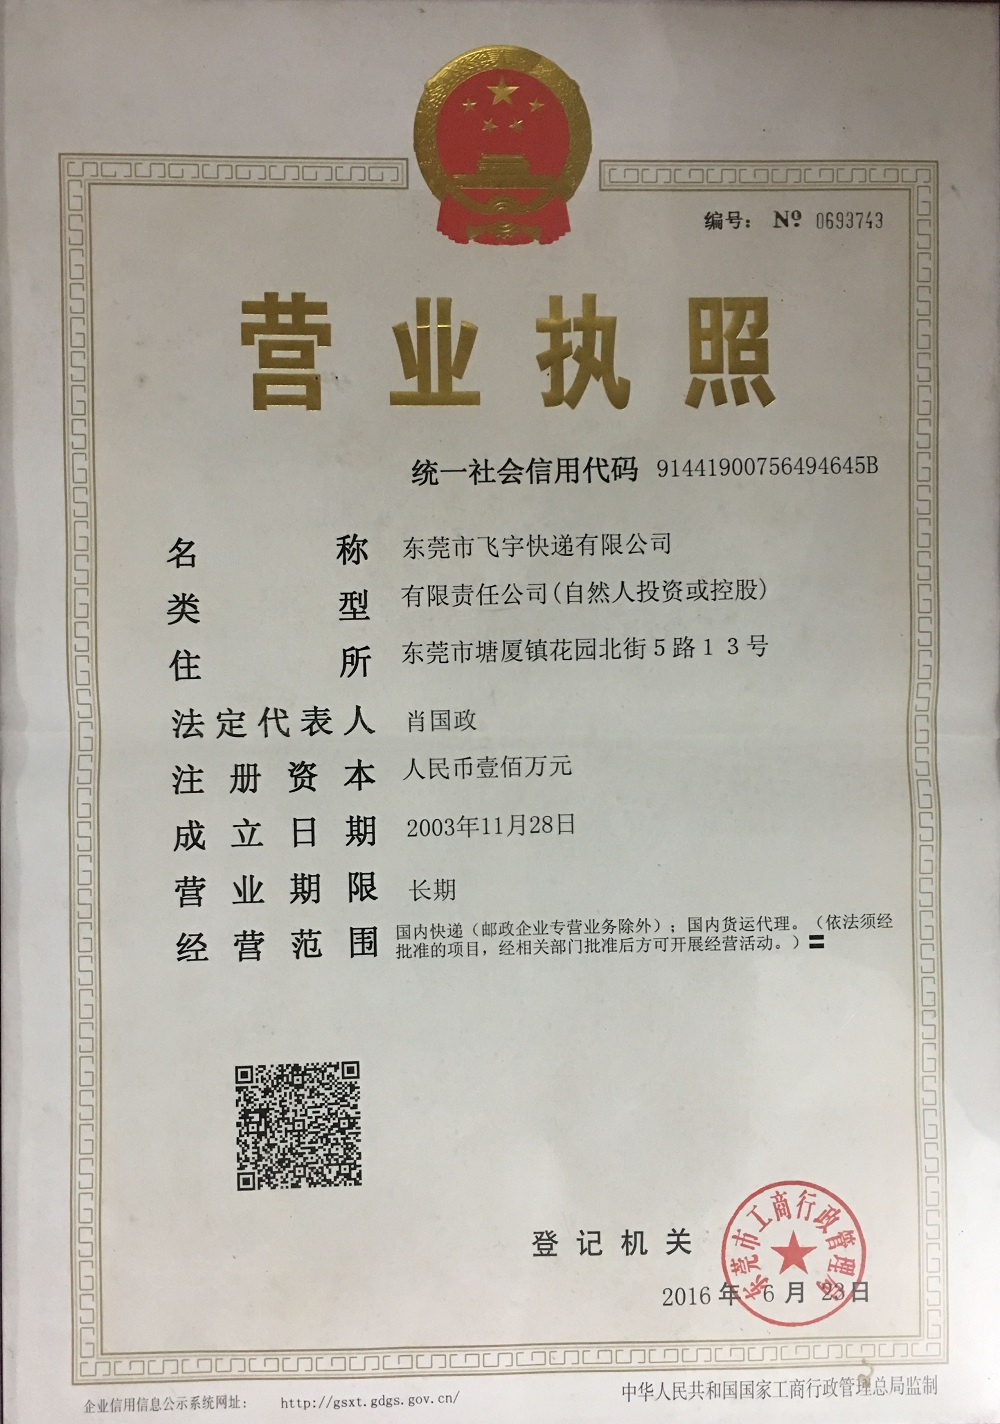 编号： № 0693743
营业执照
统一社会信用代码 91441900756494645B
名称 东莞市飞宇快递有限公司
类型 有限责任公司(自然人投资或控股)
住所 东莞市塘厦镇花园北街５路１３号
法定代表人 肖国政
注册资本 人民币壹佰万元
成立日期 2003年11月28日
营业期限 长期
经营范围 国内快递（邮政企业专营业务除外）；国内货运代理。（依法须经
批准的项目，经相关部门批准后方可开展经营活动。）〓
登记机关
东莞市工商行政管理局
2016 年 6 月 23 日
企业信用信息公示系统网址： http://gsxt.gdgs.gov.cn/
中华人民共和国国家工商行政管理总局监制